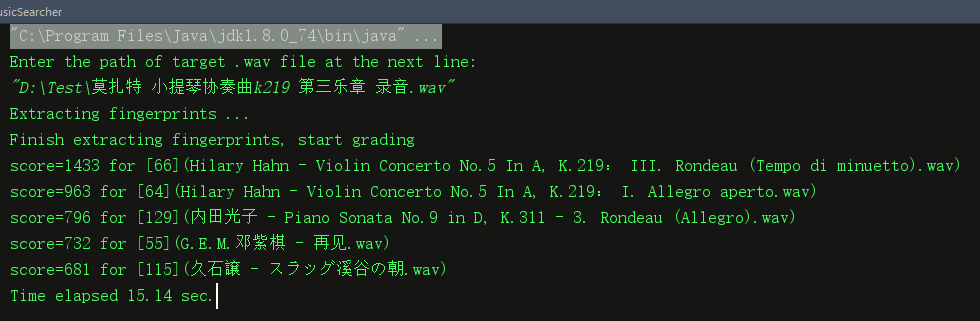 usicSearcher
"C:\Program Files\Java\jdk1.8.0_74\bin\java" ...
Enter the path of target .wav file at the next line:
"D:\Test\莫扎特 小提琴协奏曲k219 第三乐章 录音.wav"
Extracting fingerprints ...
Finish extracting fingerprints, start grading
score=1433 for [66](Hilary Hahn - Violin Concerto No.5 In A, K.219： III. Rondeau (Tempo di minuetto).wav)
score=963 for [64](Hilary Hahn - Violin Concerto No.5 In A, K.219： I. Allegro aperto.wav)
score=796 for [129](内田光子 - Piano Sonata No.9 in D, K.311 - 3. Rondeau (Allegro).wav)
score=732 for [55](G.E.M.邓紫棋 - 再见.wav)
score=681 for [115](久石譲 - スラッグ渓谷の朝.wav)
Time elapsed 15.14 sec.